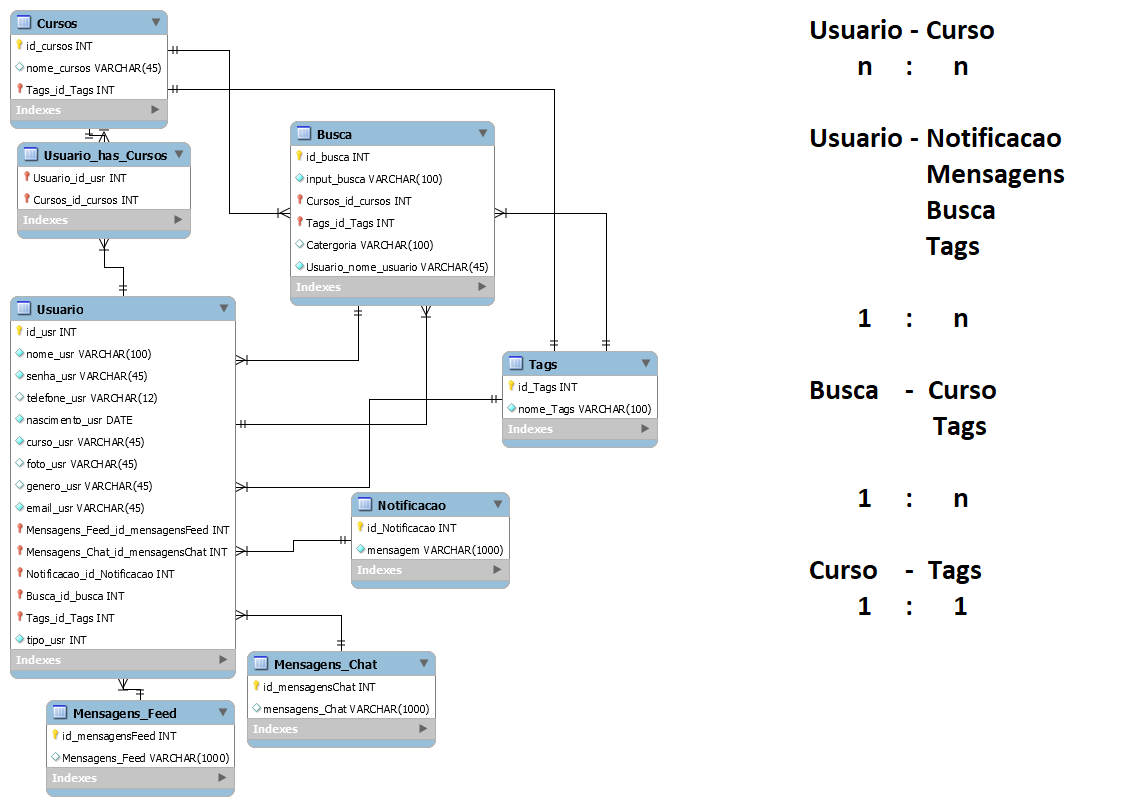 Cursos
id_cursos INT
nome_cursos VARCHAR(45)
Tags_id_Tags INT
Indexes
Usuario_has_Cursos
Usuario_id_usr INT
Cursos_id_cursos INT
Indexes
Busca
id_busca INT
input_busca VARCHAR(100)
Cursos_id_cursos INT
Tags_id_Tags INT
Catergoria VARCHAR(100)
Usuario_nome_usuario VARCHAR(45)
Indexes
Usuario
id_usr INT
nome_usr VARCHAR(100)
senha_usr VARCHAR(45)
telefone_usr VARCHAR(12)
nascimento_usr DATE
curso_usr VARCHAR(45)
foto_usr VARCHAR(45)
genero_usr VARCHAR(45)
email_usr VARCHAR(45)
Mensagens_Feed_id_mensagensFeed INT
Mensagens_Chat_id_mensagensChat INT
Notificacao_id_Notificacao INT
Busca_id_busca INT
Tags_id_Tags INT
tipo_usr INT
Indexes
Tags
id_Tags INT
nome_Tags VARCHAR(100)
Indexes
Notificacao
id_Notificacao INT
mensagem VARCHAR(1000)
Indexes
Mensagens_Chat
id_mensagensChat INT
mensagens_Chat VARCHAR(1000)
Indexes
Mensagens_Feed
id_mensagensFeed INT
Mensagens_Feed VARCHAR(1000)
Indexes
Usuario - Curso
n : n
Usuario - Notificacao
Mensagens
Busca
Tags
1 : n
Busca - Curso
Tags
1 : n
Curso - Tags
1 : 1